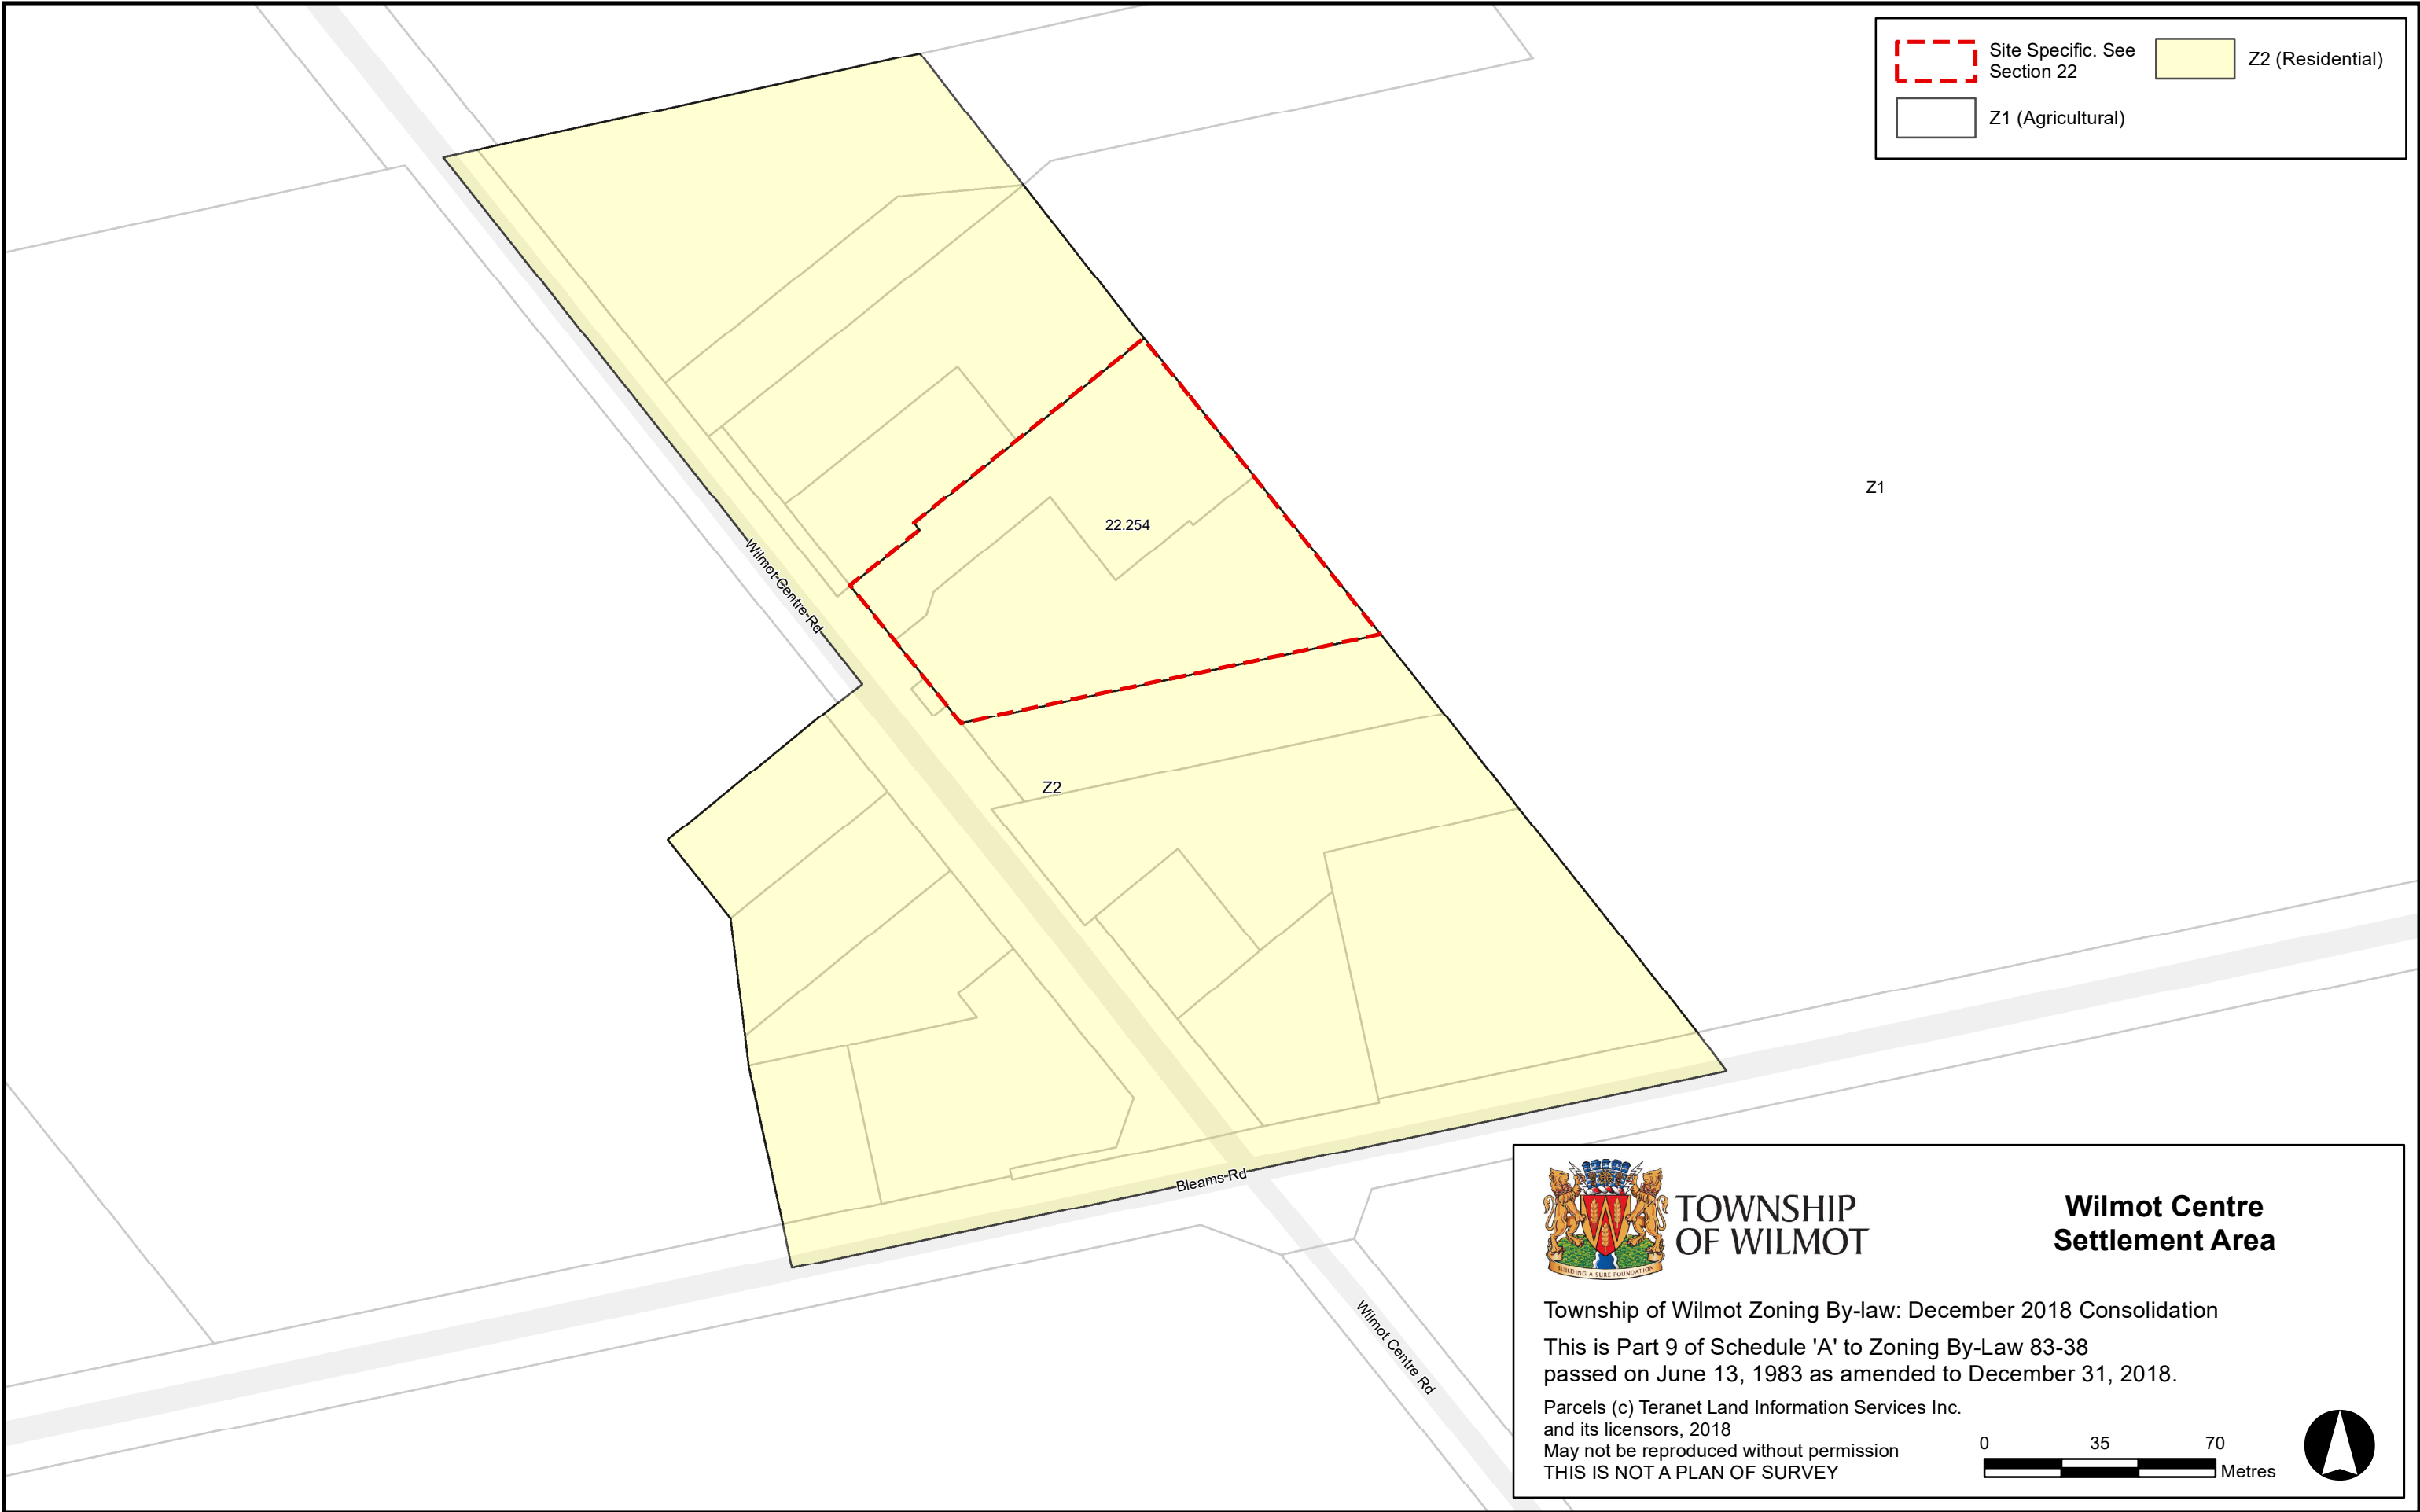 Site Specific. See
Section 22
Z2 (Residential)
Z1 (Agricultural)
Z1
22.254
Wilmot Centre Rd
Z2
Bleams Rd
Wilmot Centre Rd
TOWNSHIP
OF WILMOT
BUILDING A SURE FOUNDATION
Wilmot Centre
Settlement Area
Township of Wilmot Zoning By-law: December 2018 Consolidation
This is Part 9 of Schedule 'A' to Zoning By-Law 83-38
passed on June 13, 1983 as amended to December 31, 2018.
Parcels (c) Teranet Land Information Services Inc.
and its licensors, 2018
May not be reproduced without permission
THIS IS NOT A PLAN OF SURVEY
0 35 70
Metres